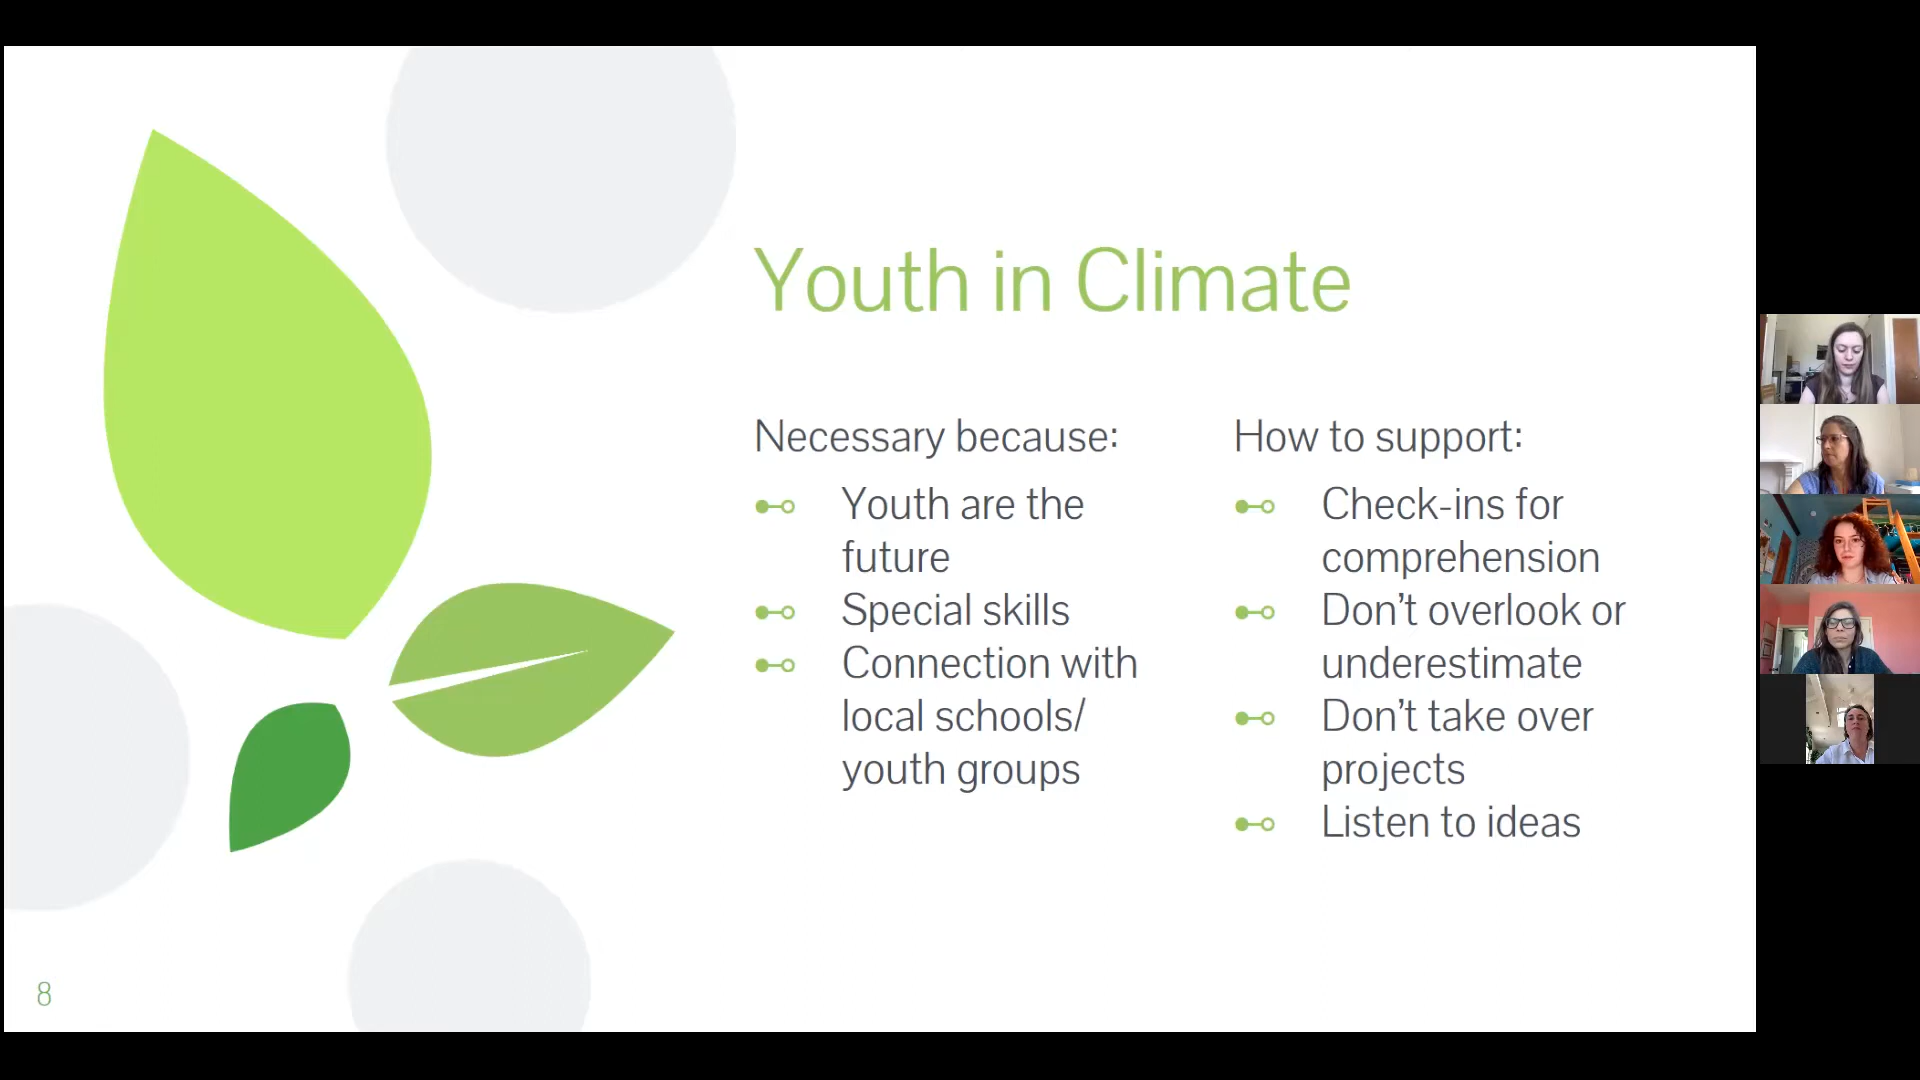 Youth in Climate
Necessary because:
Youth are the
future
Special skills
Connection with
local schools/
youth groups
How to support:
Check-ins for
comprehension
Don’t overlook or
underestimate
Don’t take over
projects
Listen to ideas
8